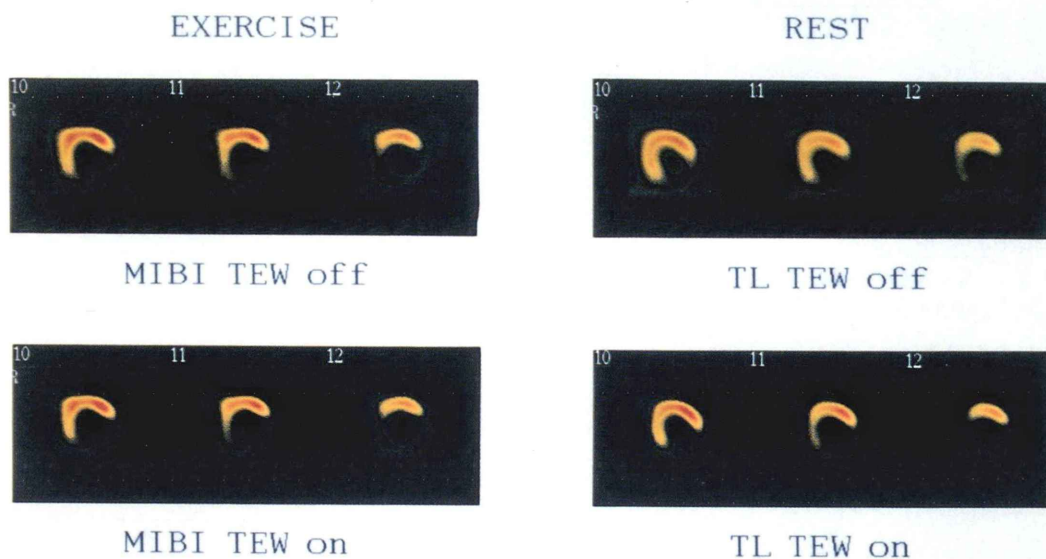 EXERCISE
REST
10 11 12
R
10 11 12
MIBI TEW off
TL TEW off
10 11 12
R
10 11 12
MIBI TEW on
TL TEW on